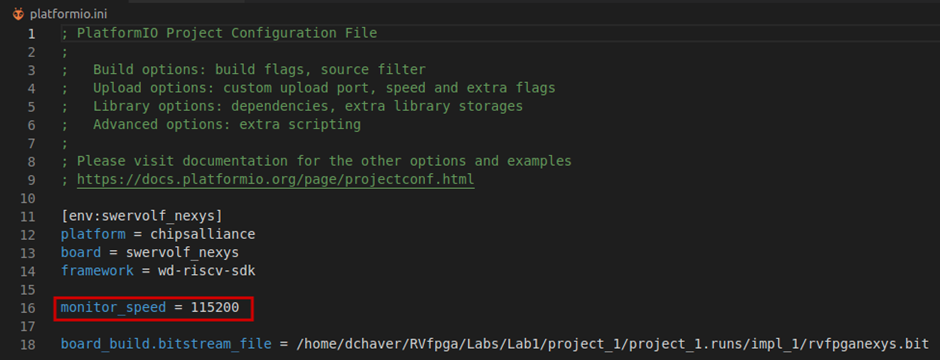 platformio.ini
1 ; PlatformIO Project Configuration File
2 ;
3 ;   Build options: build flags, source filter
4 ;   Upload options: custom upload port, speed and extra flags
5 ;   Library options: dependencies, extra library storages
6 ;   Advanced options: extra scripting
7 ;
8 ; Please visit documentation for the other options and examples
9 ; https://docs.platformio.org/page/projectconf.html
10
11 [env:swervolf_nexys]
12 platform = chipsalliance
13 board = swervolf_nexys
14 framework = wd-riscv-sdk
15
16 monitor_speed = 115200
17
18 board_build.bitstream_file = /home/dchaver/RVfpga/Labs/Lab1/project_1/project_1.runs/impl_1/rvfpganexys.bit